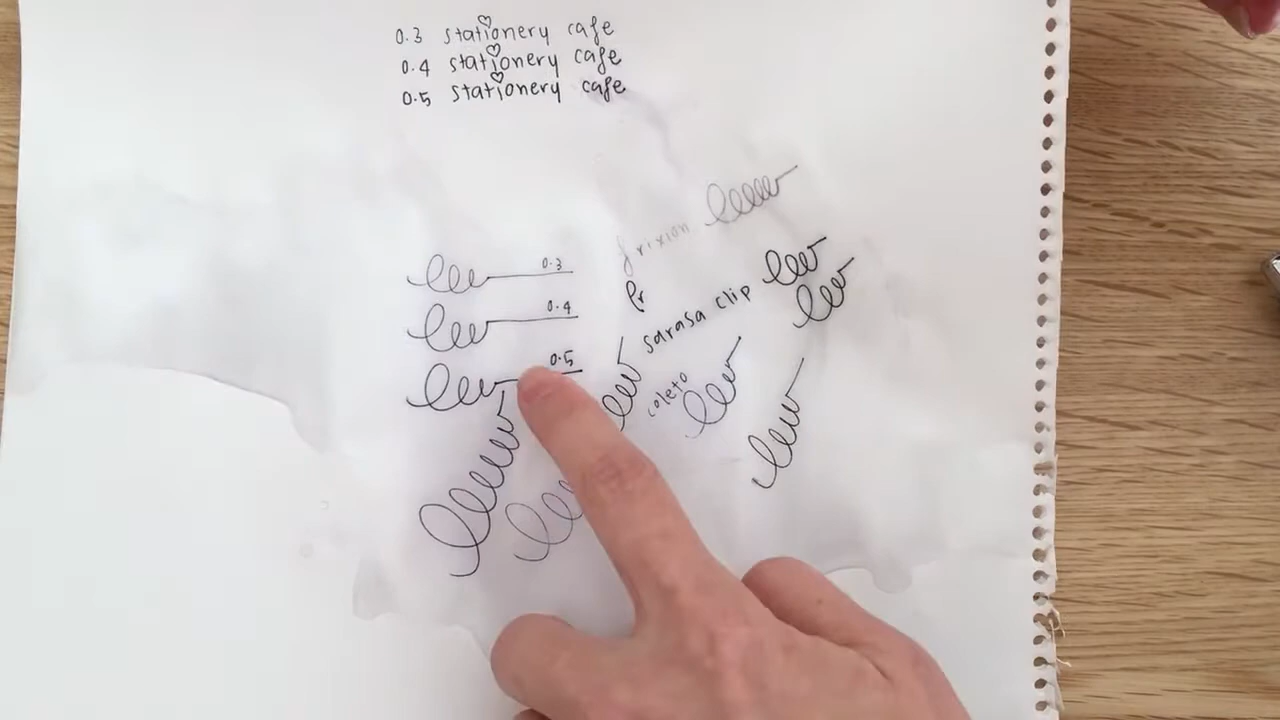 0.3 stationery cafe
0.4 stationery cafe
0.5 stationery cafe
frixion
0.3
Pr
0.4
sarasa clip
0.5
coleto